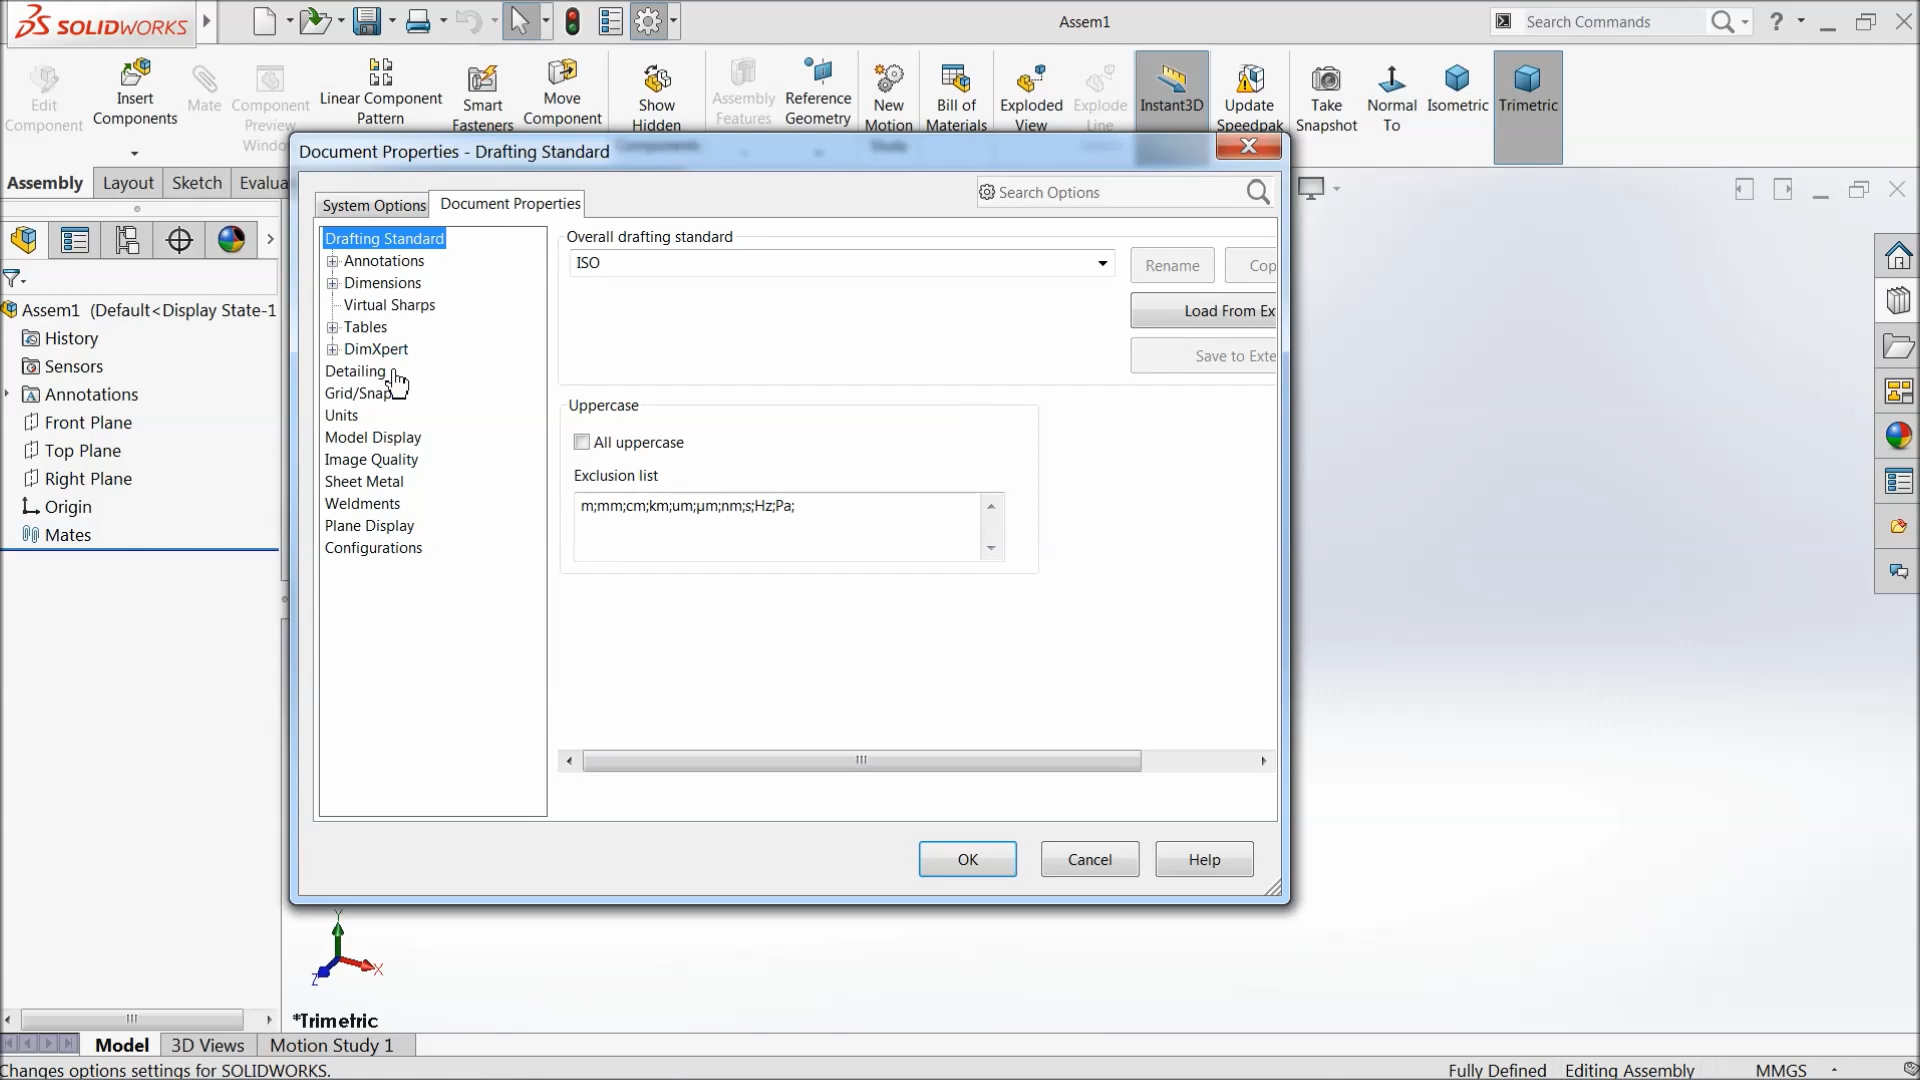 SOLIDWORKS
Assem1
Search Commands
Edit Component
Insert Components
Mate
Component Preview Windo
Linear Component Pattern
Smart Fasteners
Move Component
Show Hidden Components
Assembly Features
Reference Geometry
New Motion Study
Bill of Materials
Exploded View
Explode Line
Instant3D
Update Speedpak
Take Snapshot
Normal To
Isometric
Trimetric
Assembly
Layout
Sketch
Evalua
Assem1 (Default<Display State-1
History
Sensors
Annotations
Front Plane
Top Plane
Right Plane
Origin
Mates
Document Properties - Drafting Standard
Search Options
System Options
Document Properties
Drafting Standard
Annotations
Dimensions
Virtual Sharps
Tables
DimXpert
Detailing
Grid/Snap
Units
Model Display
Image Quality
Sheet Metal
Weldments
Plane Display
Configurations
Overall drafting standard
ISO
Rename
Cop
Load From Ex
Save to Exte
Uppercase
All uppercase
Exclusion list
m;mm;cm;km;um;µm;nm;s;Hz;Pa;
OK
Cancel
Help
Y
X
Z
*Trimetric
Model
3D Views
Motion Study 1
Changes options settings for SOLIDWORKS.
Fully Defined
Editing Assembly
MMGS